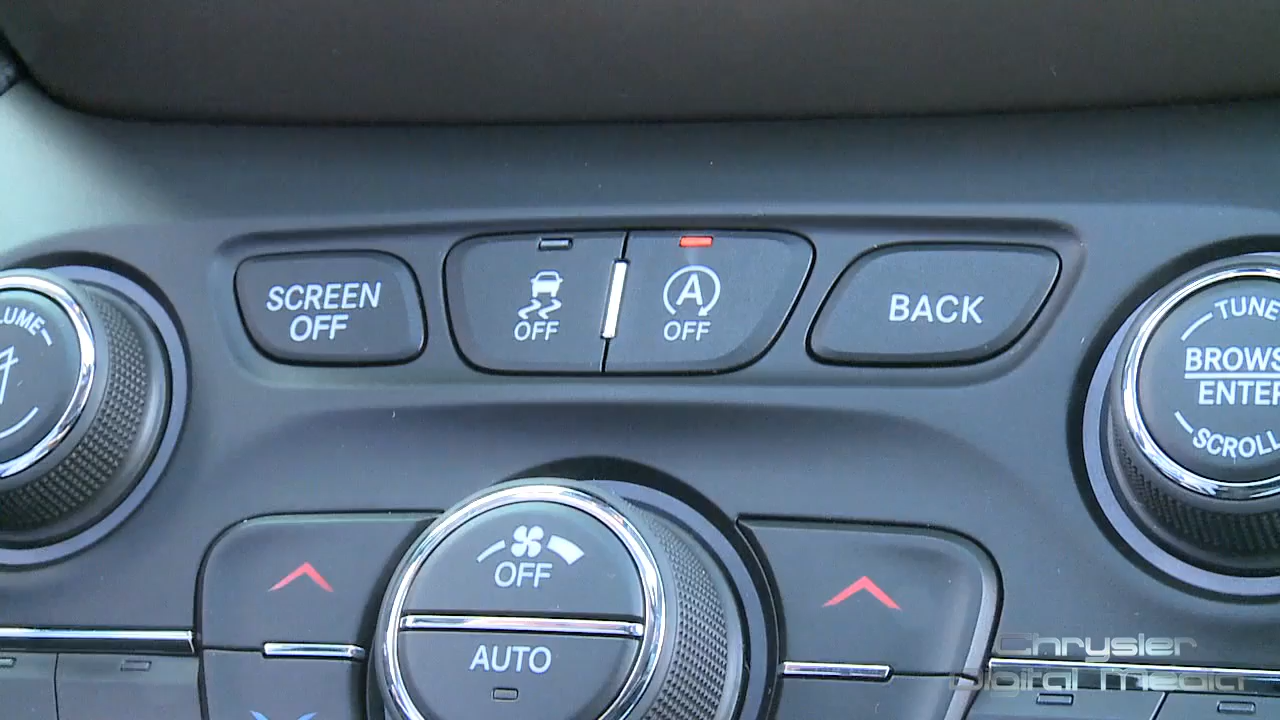 SCREEN
OFF
OFF
A
OFF
BACK
TUNE
BROWS
ENTER
SCROLL
OFF
AUTO
Chrysler
Digital Media